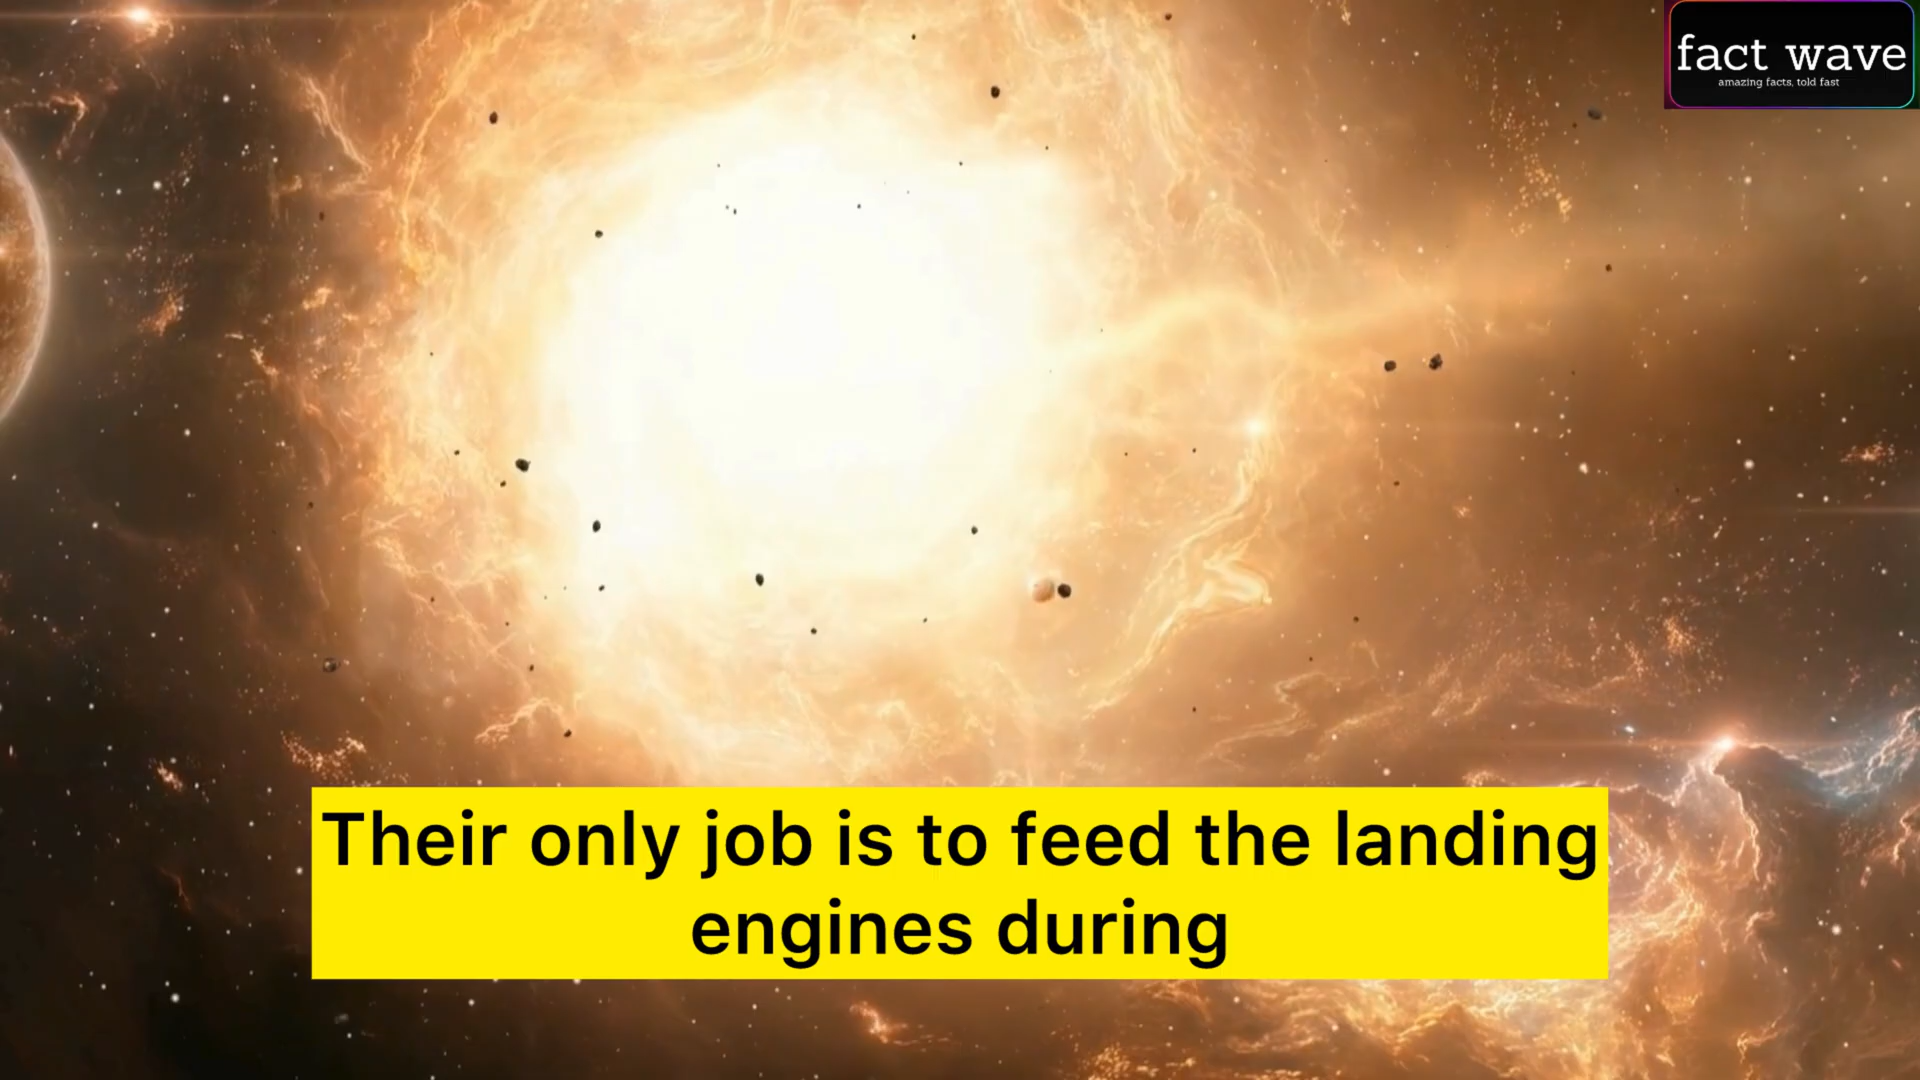 fact wave
amazing facts, told fast
Their only job is to feed the landing
engines during